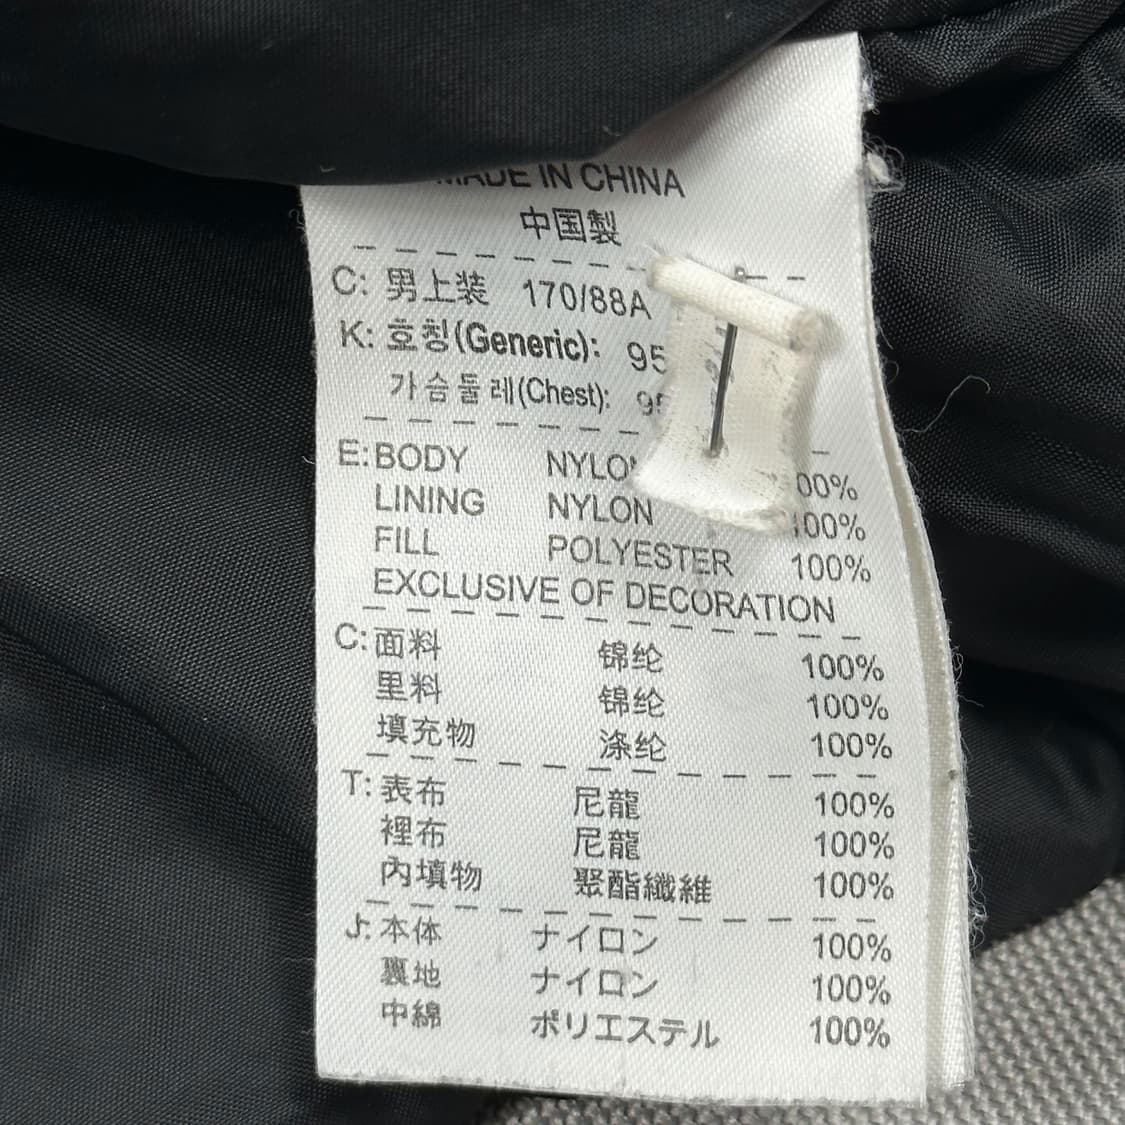 MADE IN CHINA
中国製
C: 男上装 170/88A
K: 호칭(Generic): 95
가슴둘레(Chest): 95
E: BODY NYLON 100%
LINING NYLON 100%
FILL POLYESTER 100%
EXCLUSIVE OF DECORATION
C: 面料 锦纶 100%
里料 锦纶 100%
填充物 涤纶 100%
T: 表布 尼龍 100%
裡布 尼龍 100%
內填物 聚酯纖維 100%
J: 本体 ナイロン 100%
裏地 ナイロン 100%
中綿 ポリエステル 100%